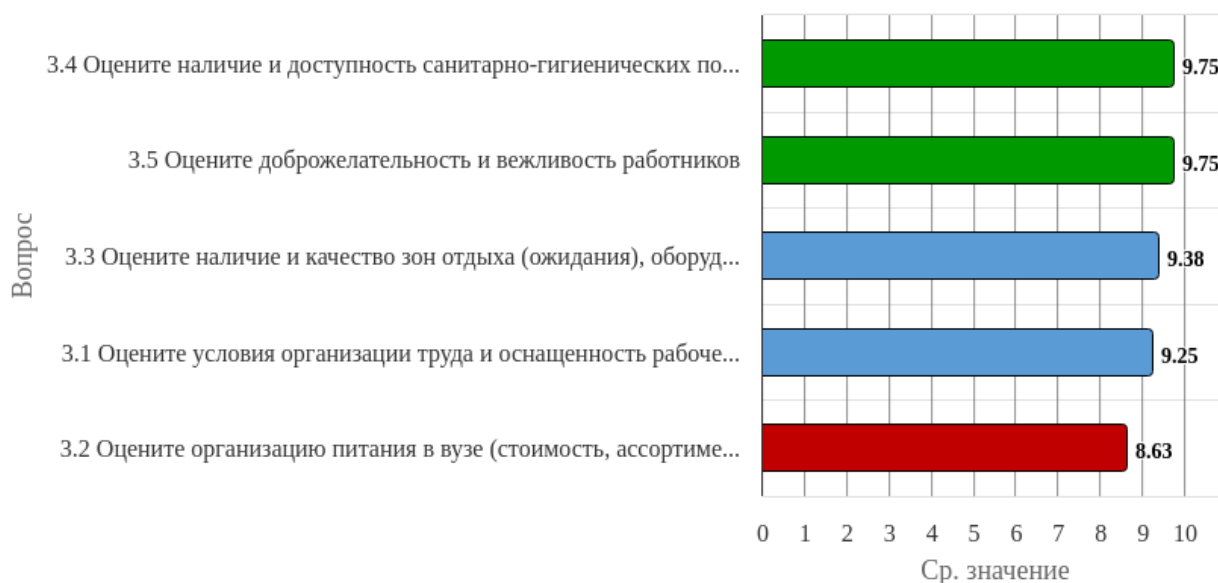 3.4 Оцените наличие и доступность санитарно-гигиенических по...
9.75
3.5 Оцените доброжелательность и вежливость работников
9.75
3.3 Оцените наличие и качество зон отдыха (ожидания), оборуд...
9.38
3.1 Оцените условия организации труда и оснащенность рабоче...
9.25
3.2 Оцените организацию питания в вузе (стоимость, ассортиме...
8.63
Вопрос
0 1 2 3 4 5 6 7 8 9 10
Ср. значение